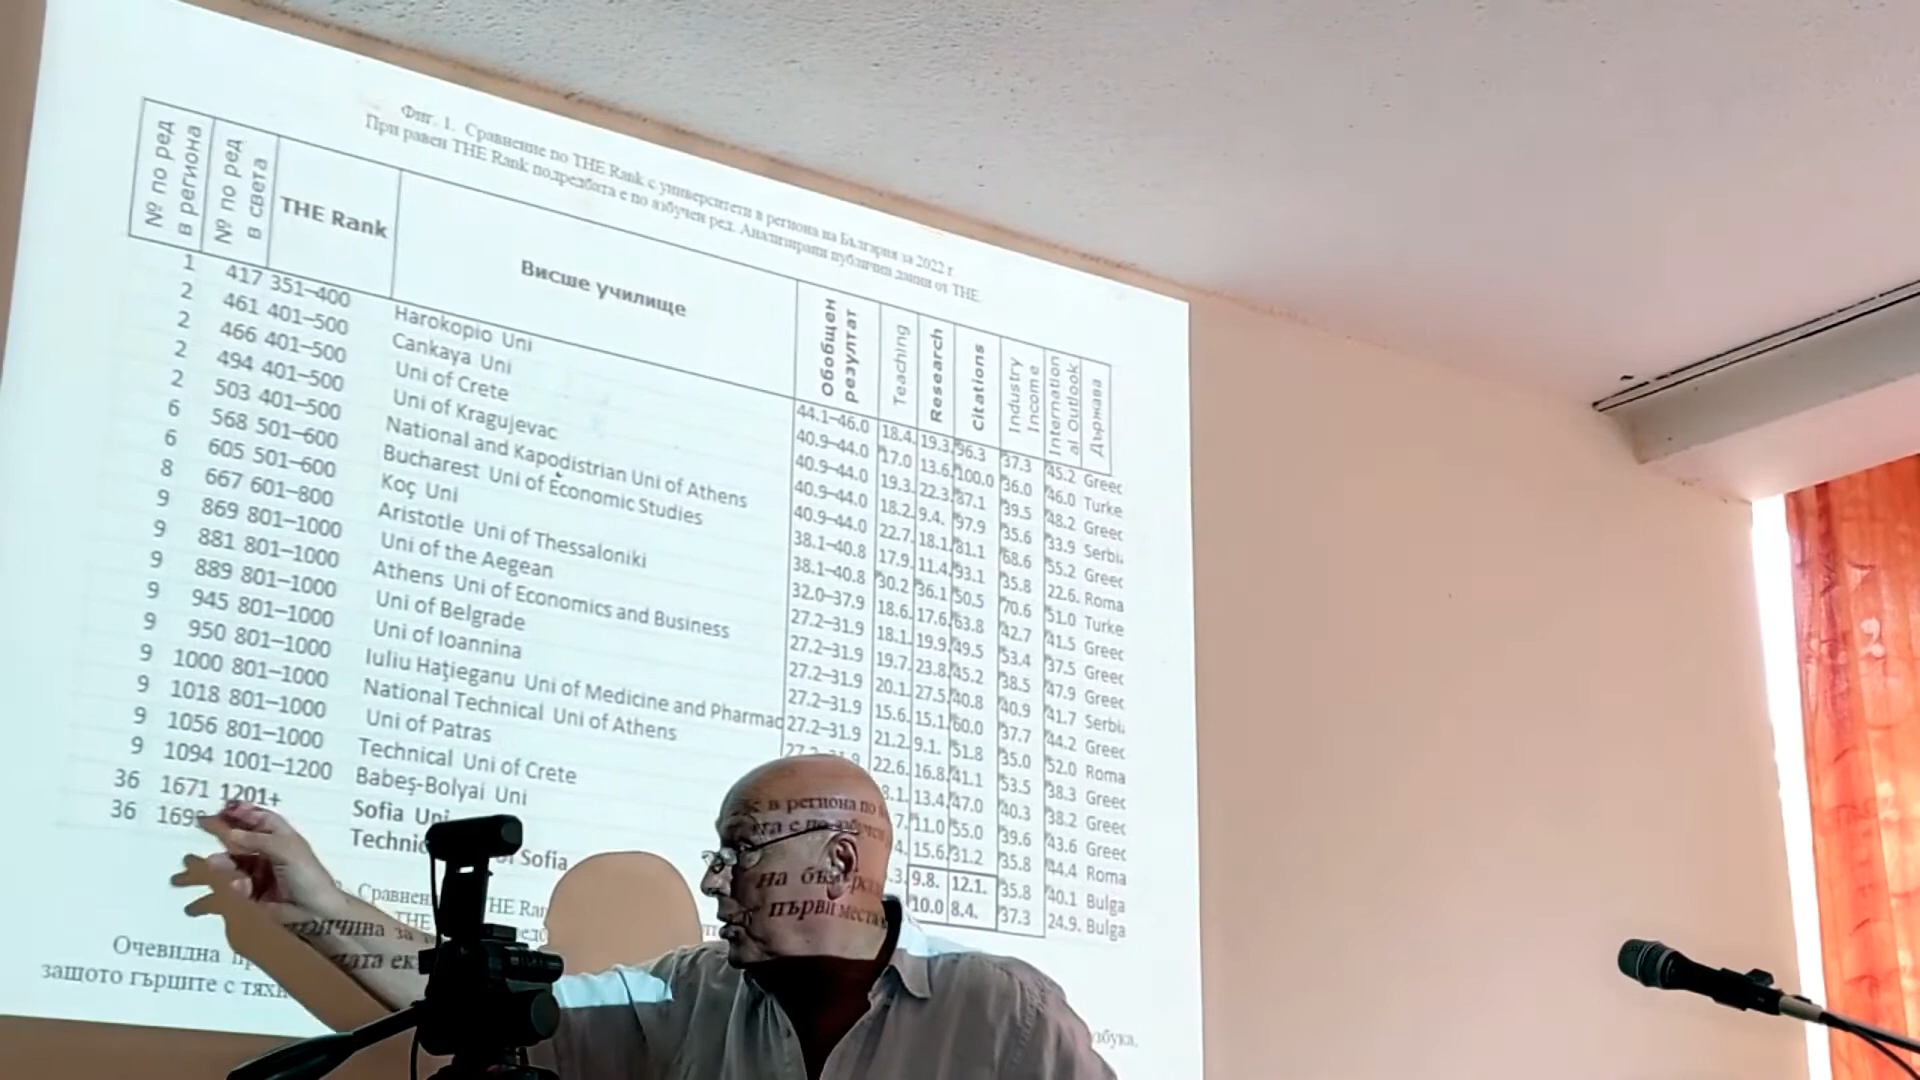 Фиг. 1. Сравнение по THE Rank с университети в региона на България за 2022 г.
При равен THE Rank подредбата е по азбучен ред. Анализирани публични данни от THE.
№ по ред в региона № по ред в света THE Rank Висше училище Обобщен резултат Teaching Research Citations Industry Income International Outlook Държава
1 417 351–400 Harokopio Uni 44.1–46.0 18.4. 19.3. 96.3 37.3 45.2 Greec
2 461 401–500 Cankaya Uni 40.9–44.0 17.0 13.6. 100.0 36.0 46.0 Turke
2 466 401–500 Uni of Crete 40.9–44.0 19.3. 22.3. 87.1 39.5 48.2 Greec
2 494 401–500 Uni of Kragujevac 40.9–44.0 18.2. 9.4. 97.9 35.6 33.9 Serbi
2 503 401–500 National and Kapodistrian Uni of Athens 40.9–44.0 22.7. 18.1. 81.1 68.6 55.2 Greec
6 568 501–600 Bucharest Uni of Economic Studies 38.1–40.8 17.9. 11.4. 93.1 35.8 22.6. Roma
6 605 501–600 Koç Uni 38.1–40.8 30.2 36.1 50.5 70.6 51.0 Turke
8 667 601–800 Aristotle Uni of Thessaloniki 32.0–37.9 18.6. 17.6. 63.8 42.7 41.5 Greec
9 869 801–1000 Uni of the Aegean 27.2–31.9 18.1. 19.9. 49.5 53.4 37.5 Greec
9 881 801–1000 Athens Uni of Economics and Business 27.2–31.9 19.7. 23.8. 45.2 38.5 47.9 Greec
9 889 801–1000 Uni of Belgrade 27.2–31.9 20.1. 27.5. 40.8 40.9 41.7 Serbi
9 945 801–1000 Uni of Ioannina 27.2–31.9 15.6. 15.1. 60.0 37.7 44.2 Greec
9 950 801–1000 Iuliu Haţieganu Uni of Medicine and Pharmac 27.2–31.9 21.2. 9.1. 51.8 35.0 52.0 Roma
9 1000 801–1000 National Technical Uni of Athens 27.2–31.9 22.6. 16.8. 41.1 53.5 38.3 Greec
9 1018 801–1000 Uni of Patras 8.1. 13.4. 47.0 40.3 38.2 Greec
9 1056 801–1000 Technical Uni of Crete 7. 11.0 55.0 39.6 43.6 Greec
9 1094 1001–1200 Babeş-Bolyai Uni 4. 15.6. 31.2 35.8 44.4 Roma
36 1671 1201+ Sofia Uni .3. 9.8. 12.1. 35.8 40.1 Bulga
36 169 Technic of Sofia 10.0 8.4. 37.3 24.9. Bulga
Сравнен THE Ran
Очевидна
защото гърците с тяхн